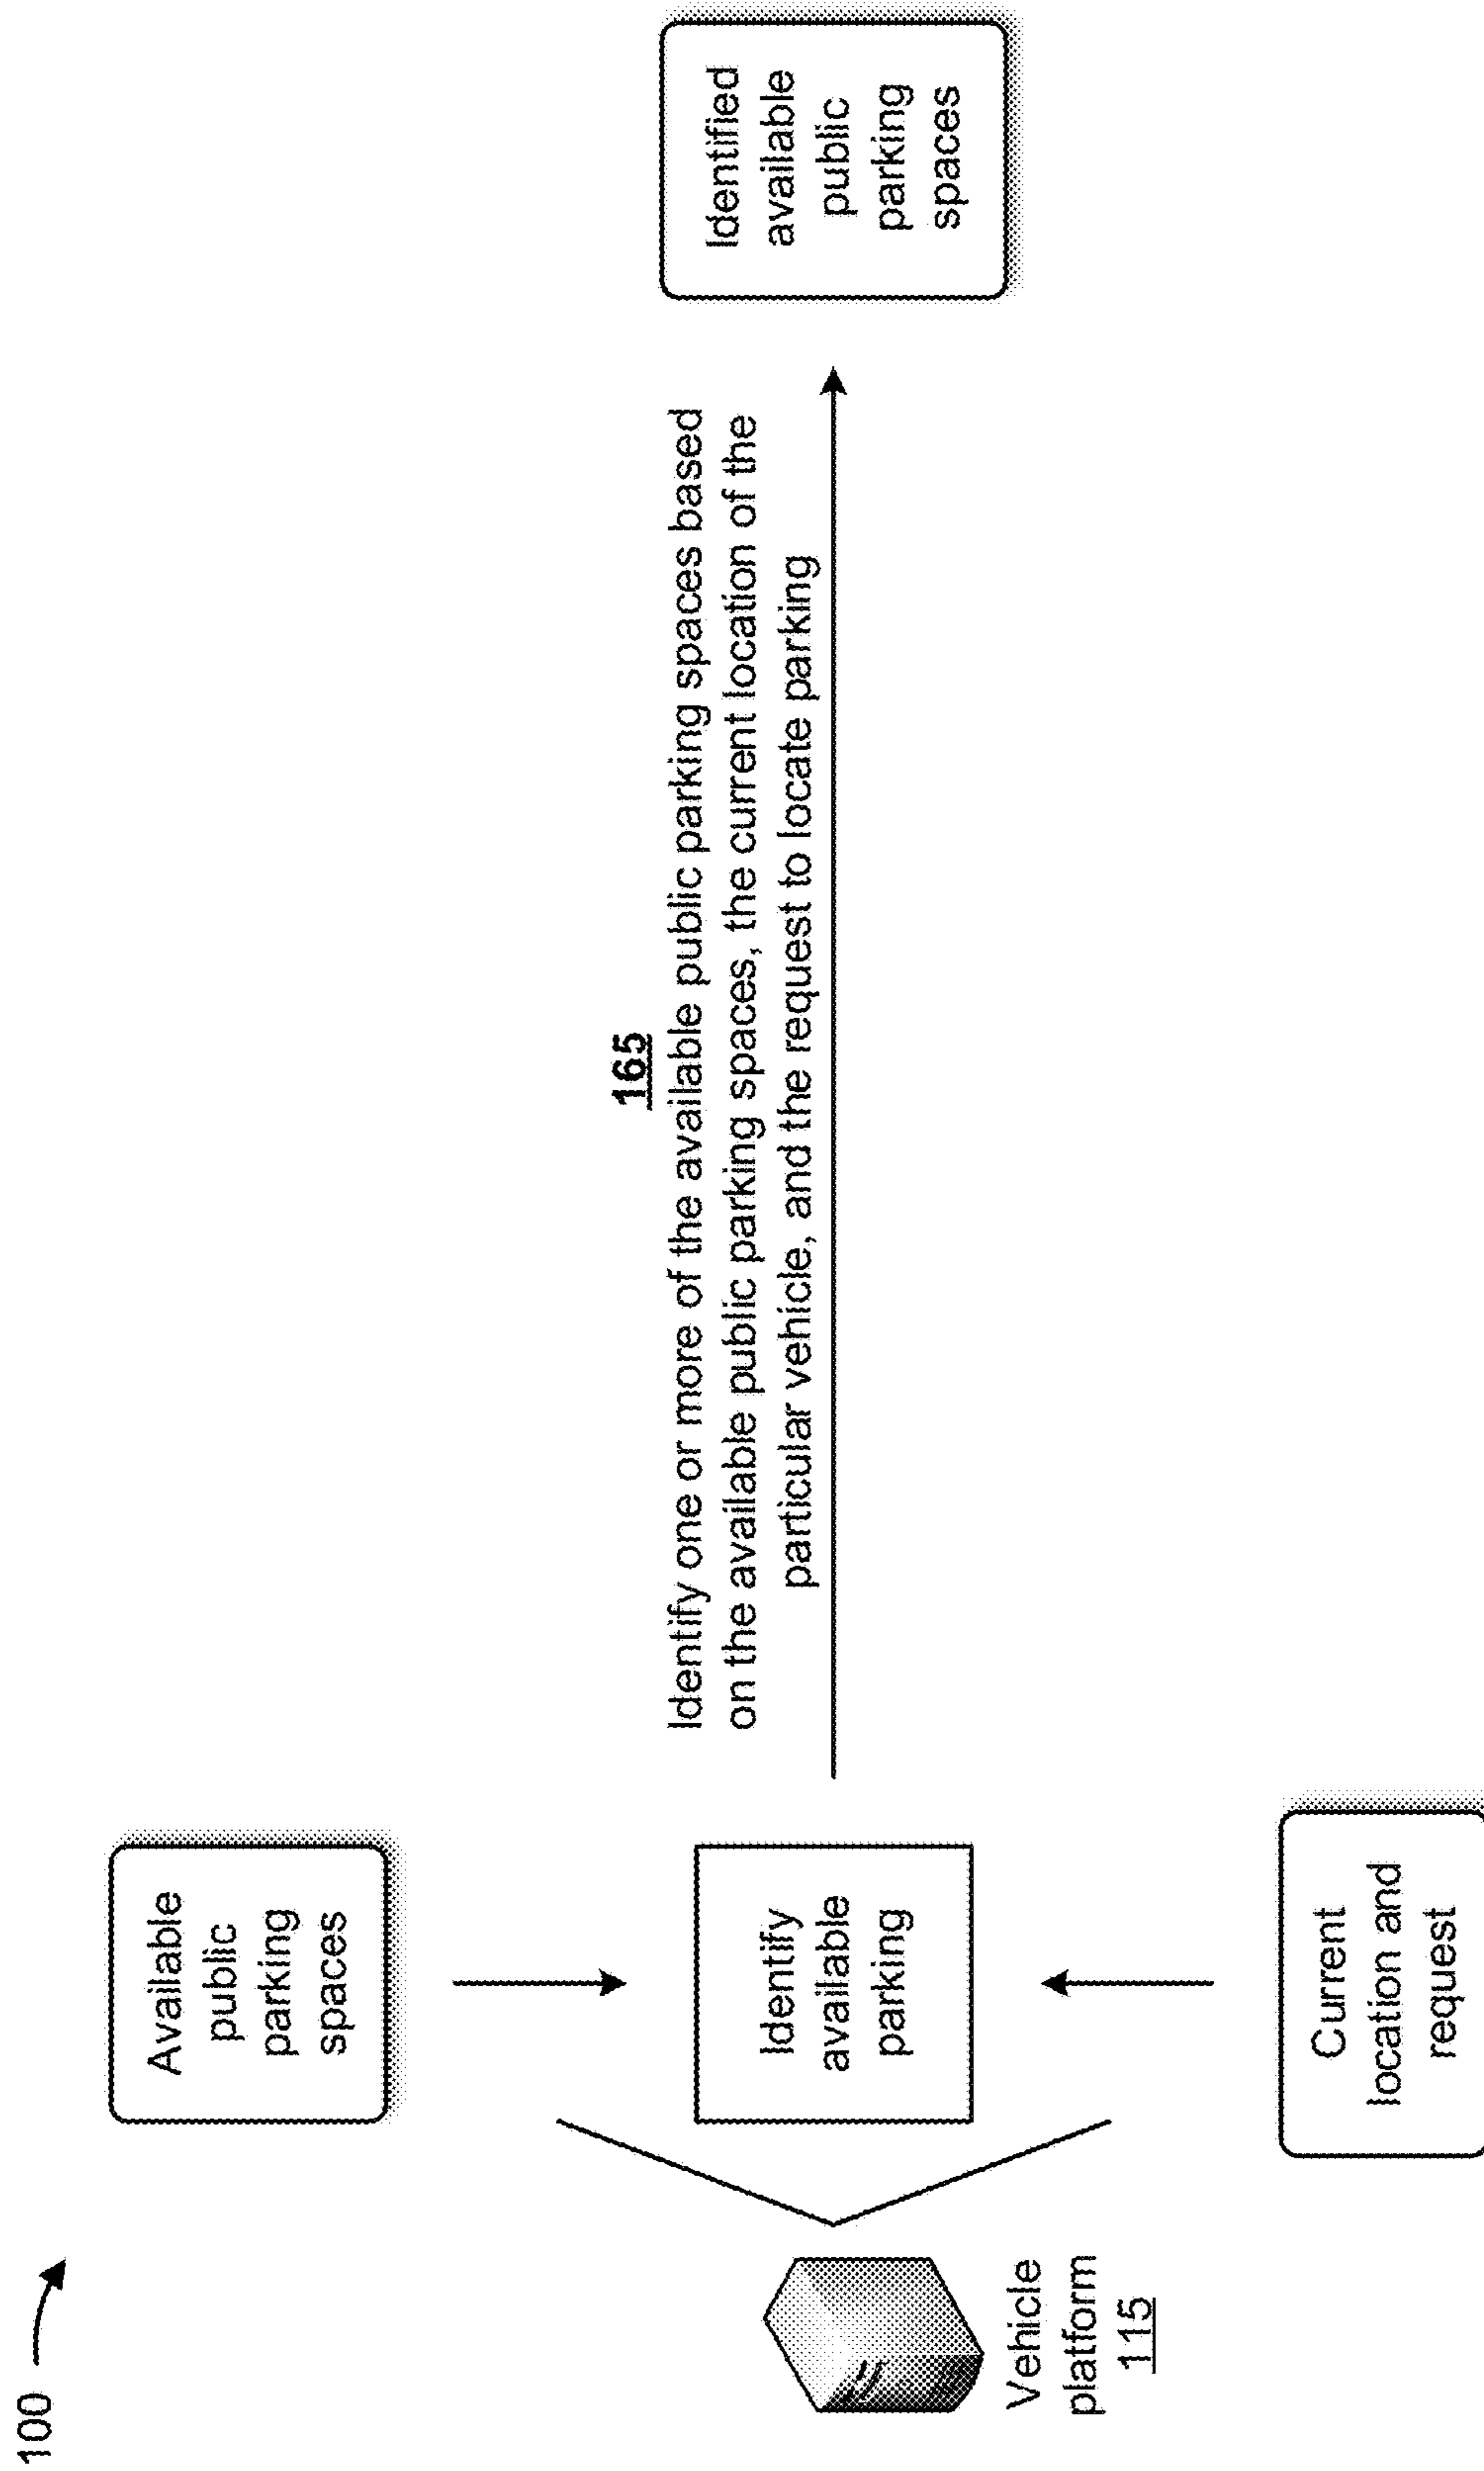 100
Available
public
parking
spaces
Vehicle
platform
115
Identify
available
parking
165
Identify one or more of the available public parking spaces based
on the available public parking spaces, the current location of the
particular vehicle, and the request to locate parking
Identified
available
public
parking
spaces
Current
location and
request